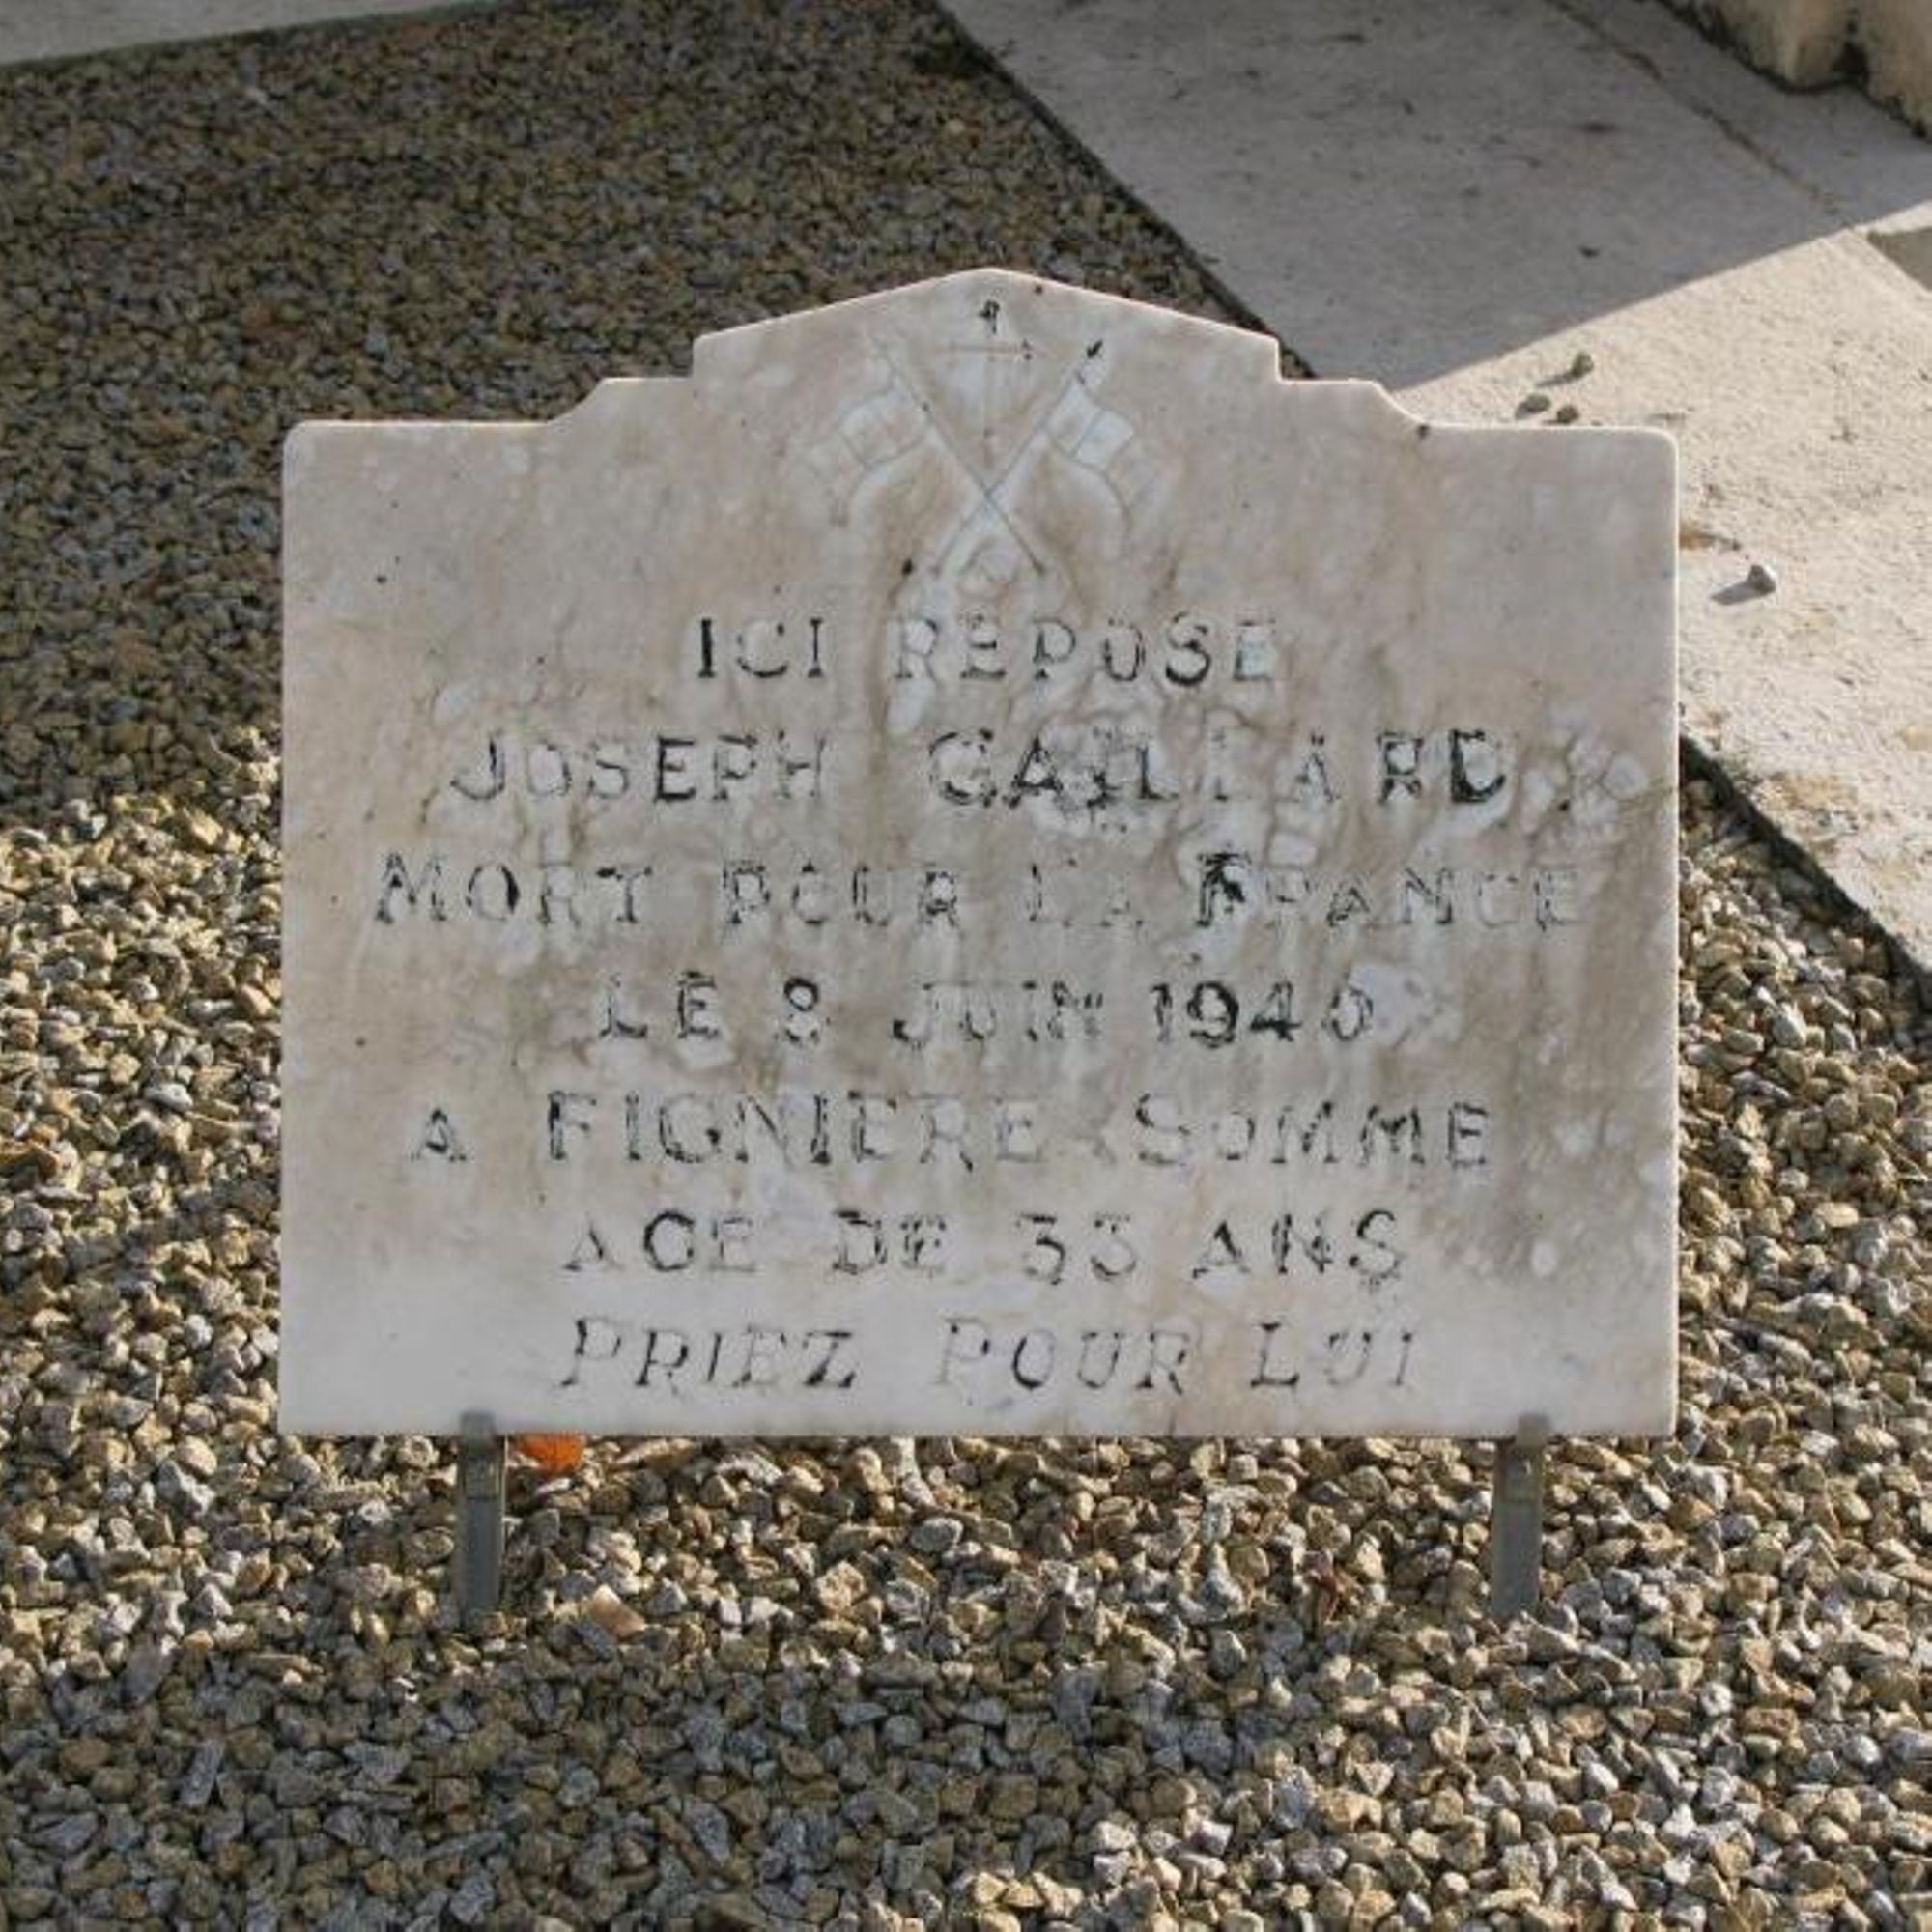 ICI REPOSE
JOSEPH GAILLARD
MORT POUR LA FRANCE
LE 8 JUIN 1940
A FIGNIERE SOMME
AGE DE 33 ANS
PRIEZ POUR LUI